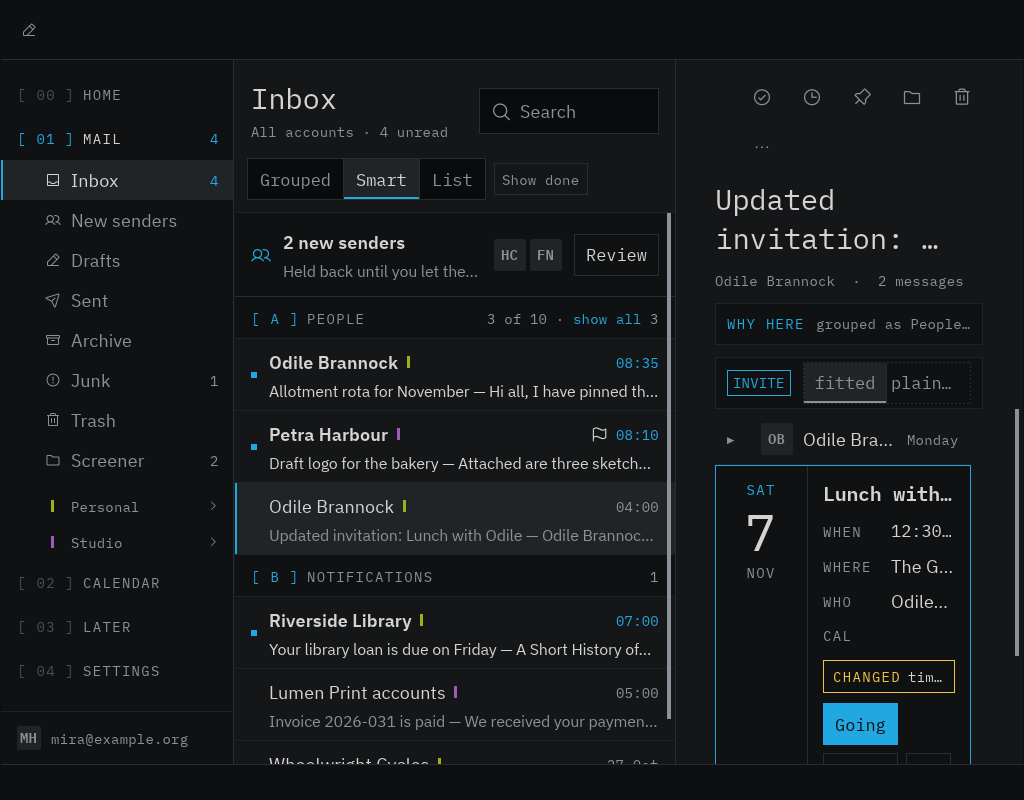 [ 00 ] HOME
[ 01 ] MAIL 4
Inbox 4
New senders
Drafts
Sent
Archive
Junk 1
Trash
Screener 2
Personal
Studio
[ 02 ] CALENDAR
[ 03 ] LATER
[ 04 ] SETTINGS
MH mira@example.org
Inbox
All accounts · 4 unread
Search
Grouped Smart List Show done
2 new senders
Held back until you let the…
HC FN Review
[ A ] PEOPLE 3 of 10 · show all 3
Odile Brannock 08:35
Allotment rota for November — Hi all, I have pinned th…
Petra Harbour 08:10
Draft logo for the bakery — Attached are three sketch…
Odile Brannock 04:00
Updated invitation: Lunch with Odile — Odile Brannoc…
[ B ] NOTIFICATIONS 1
Riverside Library 07:00
Your library loan is due on Friday — A Short History of…
Lumen Print accounts 05:00
Invoice 2026-031 is paid — We received your paymen…
Wheelwright Cycles 27 Oct
…
Updated
invitation: …
Odile Brannock · 2 messages
WHY HERE grouped as People…
INVITE fitted plain…
OB Odile Bra… Monday
SAT
7
NOV
Lunch with…
WHEN 12:30…
WHERE The G…
WHO Odile…
CAL
CHANGED tim…
Going